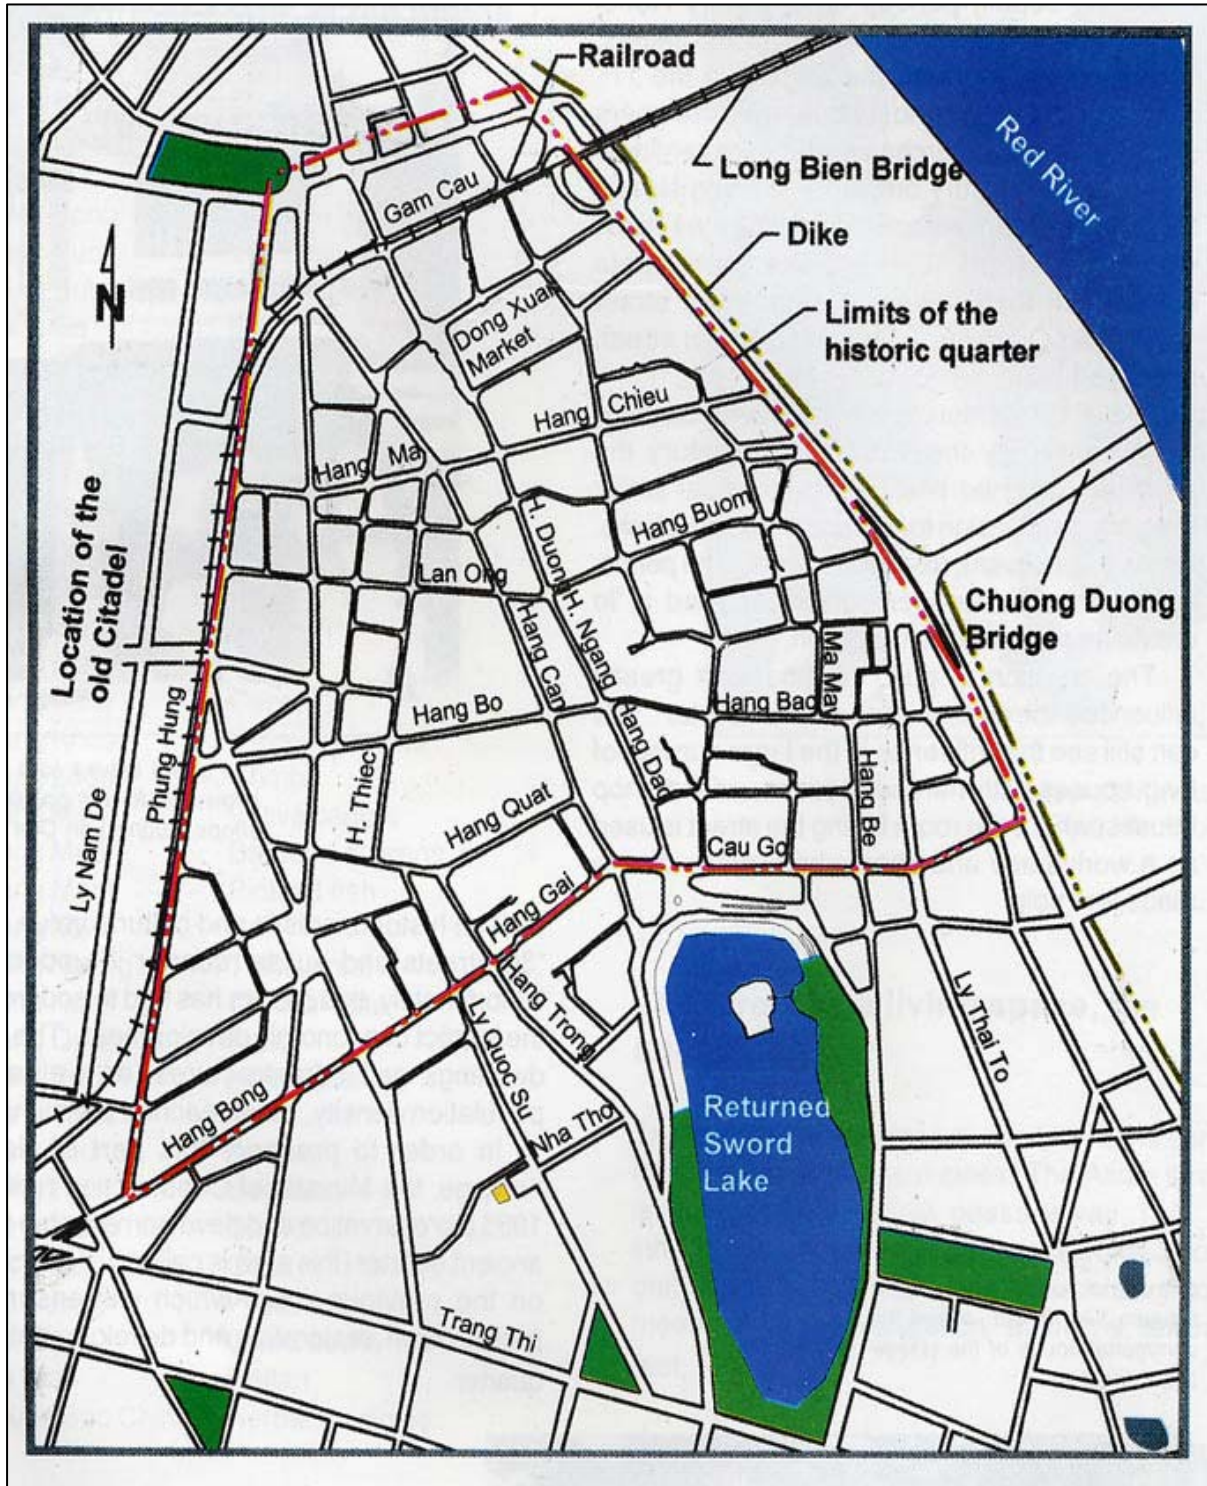 Railroad
Long Bien Bridge
Red River
Gam Cau
Dike
N
Dong Xuan
Market
Limits of the
historic quarter
Hang Chieu
Hang Ma
Hang Buom
H. Duong
Lan Ong
Location of the
old Citadel
Chuong Duong
Bridge
H. Ngang
Hang Can
Ma May
Hang Bo
Hang Bac
Hang Dao
Phung Hung
H. Thiec
Hang Be
Hang Quat
Cau Go
Ly Nam De
Hang Gai
Hang Trong
Ly Quoc Su
Ly Thai To
Hang Bong
Nha Tho
Returned
Sword
Lake
Trang Thi